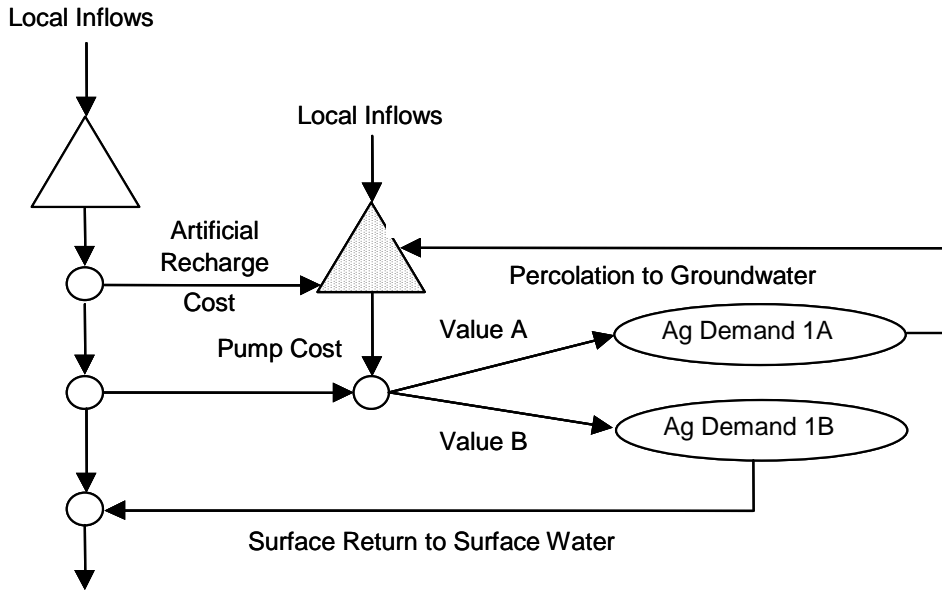 Local Inflows
Local Inflows
Artificial
Recharge
Cost
Percolation to Groundwater
Value A
Ag Demand 1A
Pump Cost
Value B
Ag Demand 1B
Surface Return to Surface Water